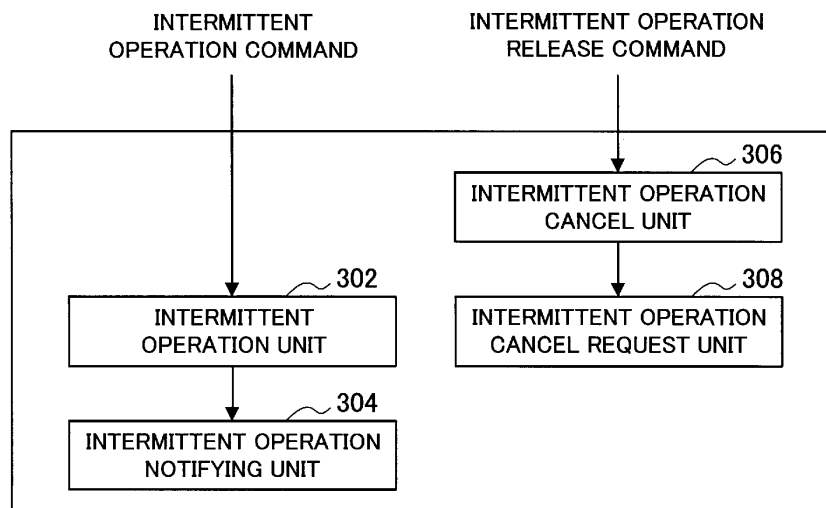 INTERMITTENT
OPERATION COMMAND
INTERMITTENT OPERATION
RELEASE COMMAND
306
INTERMITTENT OPERATION
CANCEL UNIT
302
INTERMITTENT
OPERATION UNIT
308
INTERMITTENT OPERATION
CANCEL REQUEST UNIT
304
INTERMITTENT OPERATION
NOTIFYING UNIT